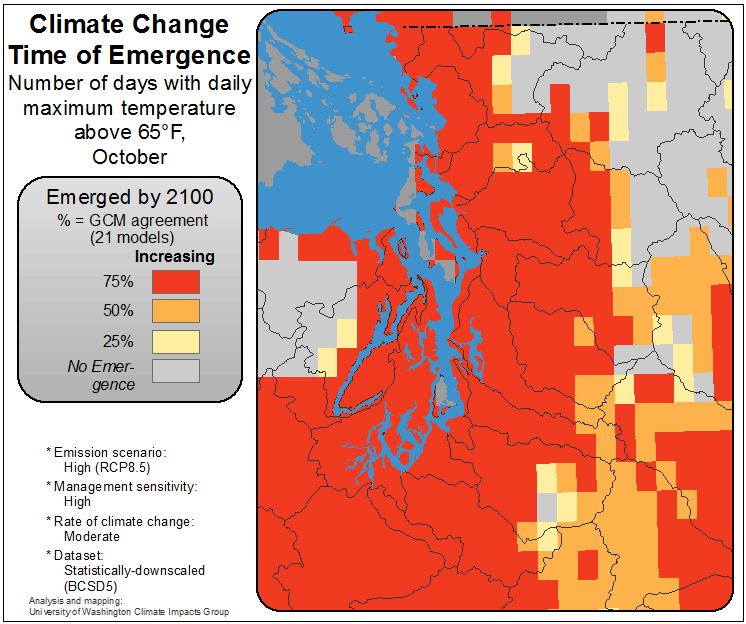 Climate Change
Time of Emergence
Number of days with daily
maximum temperature
above 65°F,
October
Emerged by 2100
% = GCM agreement
(21 models)
Increasing
75%
50%
25%
No Emer-
gence
* Emission scenario:
High (RCP8.5)
* Management sensitivity:
High
* Rate of climate change:
Moderate
* Dataset:
Statistically-downscaled
(BCSD5)
Analysis and mapping:
University of Washington Climate Impacts Group